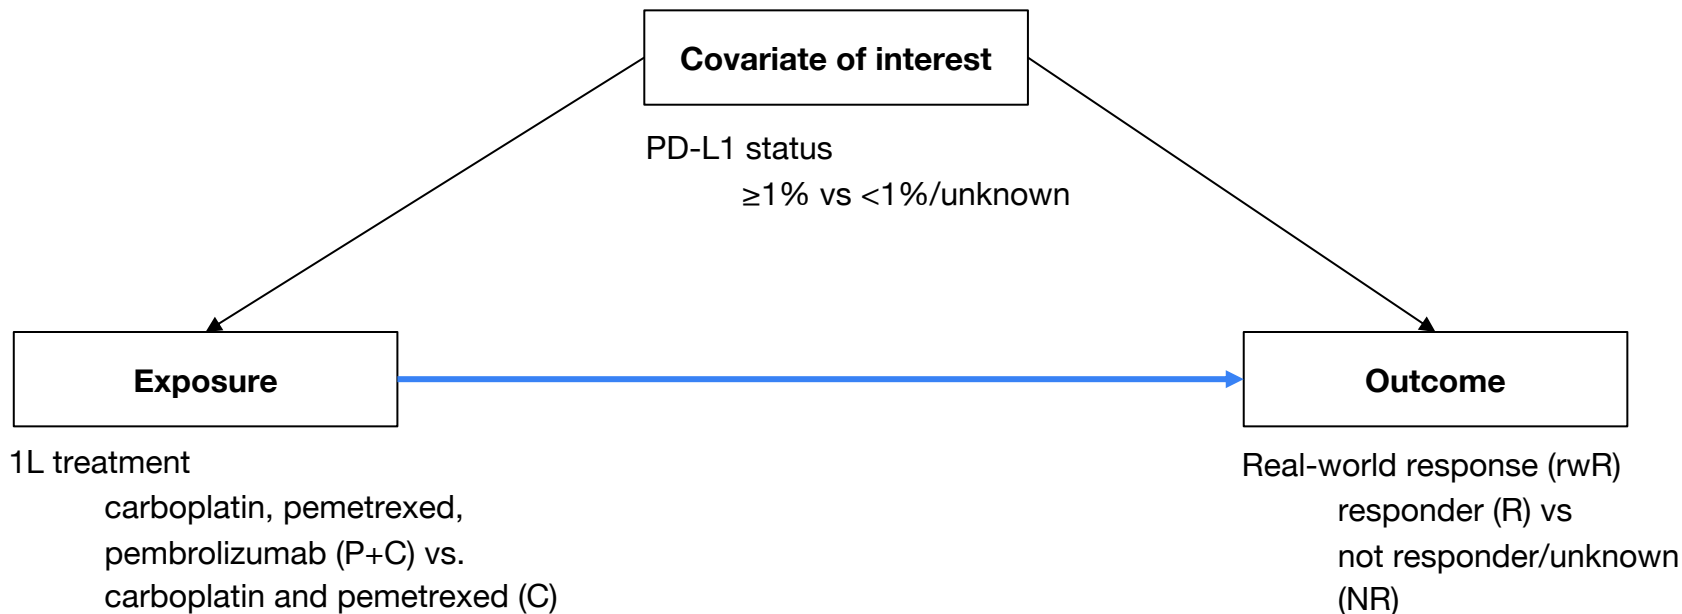 Covariate of interest
PD-L1 status
≥1% vs <1%/unknown
Exposure
1L treatment
carboplatin, pemetrexed,
pembrolizumab (P+C) vs.
carboplatin and pemetrexed (C)
Outcome
Real-world response (rwR)
responder (R) vs
not responder/unknown
(NR)